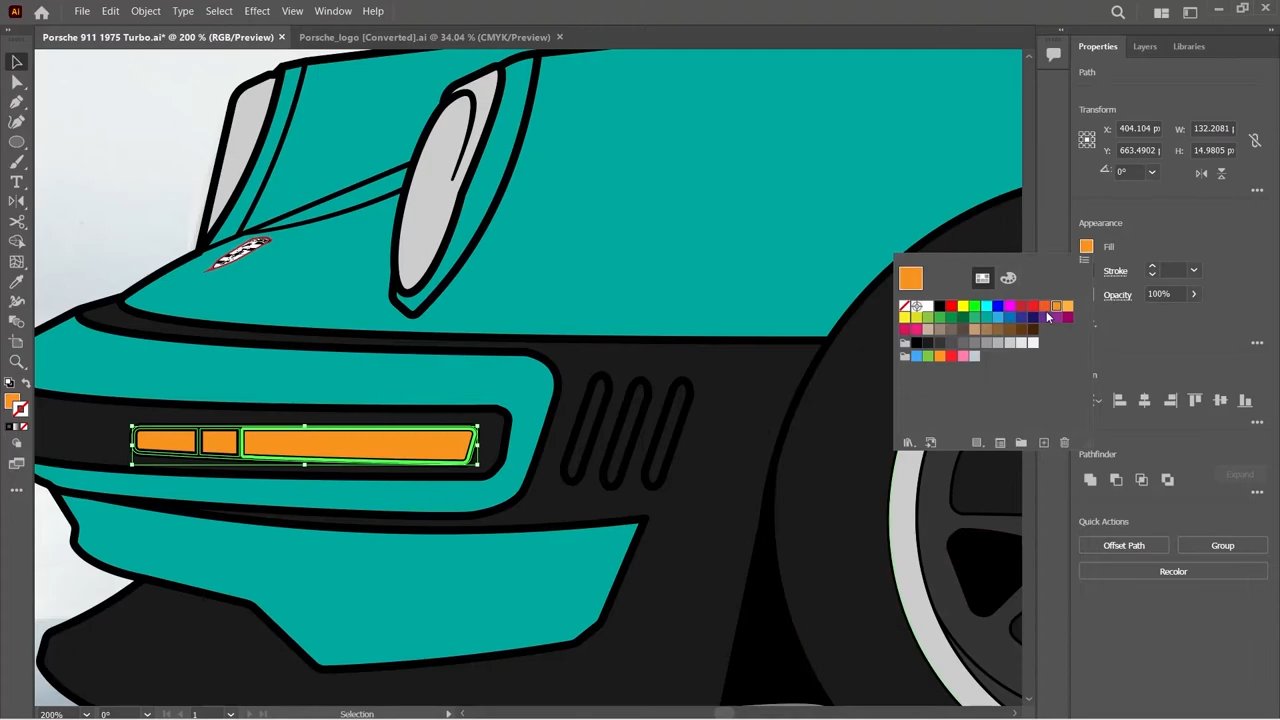 Ai File Edit Object Type Select Effect View Window Help
Porsche 911 1975 Turbo.ai* @ 200 % (RGB/Preview) × Porsche_logo [Converted].ai @ 34.04 % (CMYK/Preview) ×
Properties Layers Libraries
Path
Transform
X: 404.104 px W: 132.2081
Y: 663.4902 H: 14.9805 px
0°
Appearance
Fill
Stroke
Opacity 100%
Pathfinder
Expand
Quick Actions
Offset Path Group
Recolor
200% 0° 1 Selection